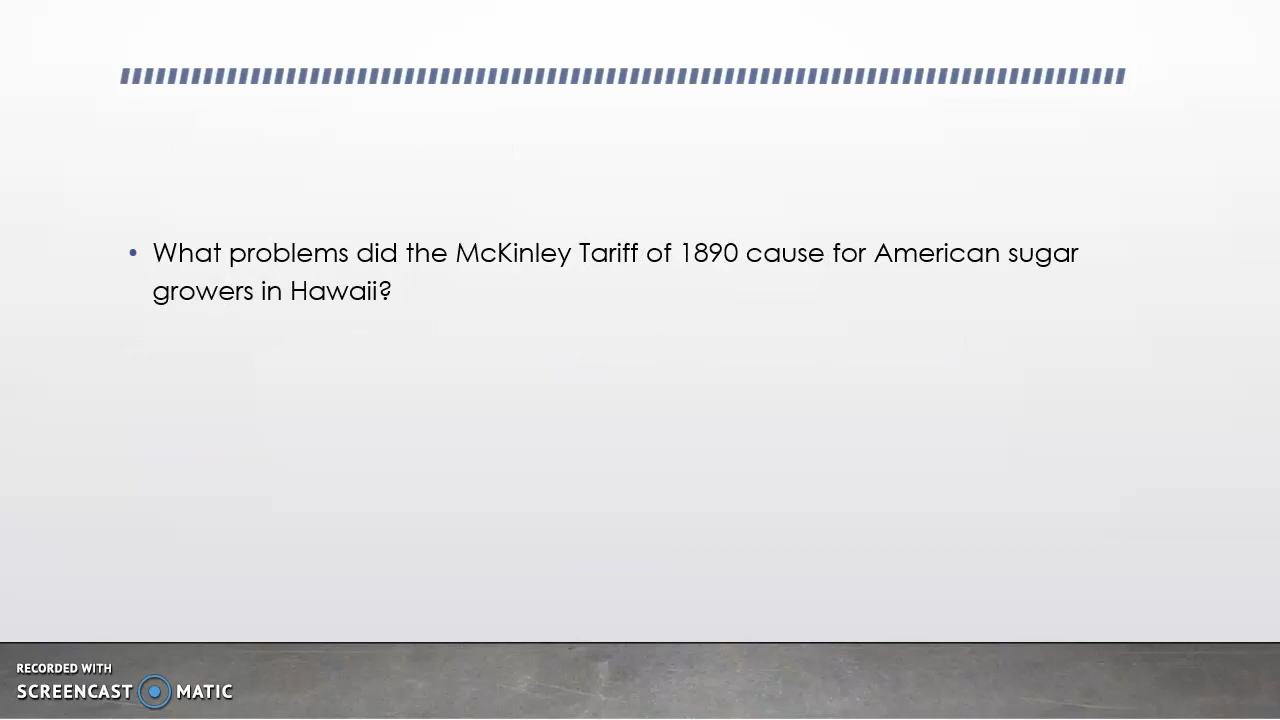 • What problems did the McKinley Tariff of 1890 cause for American sugar
growers in Hawaii?
RECORDED WITH
SCREENCAST MATIC